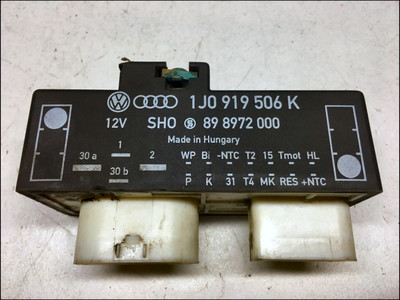 1J0 919 506 K
12V SHO 89 8972 000
Made in Hungary
WP Bi -NTC T2 15 Tmot HL
30 a 1 2
30 b
P K 31 T4 MK RES +NTC